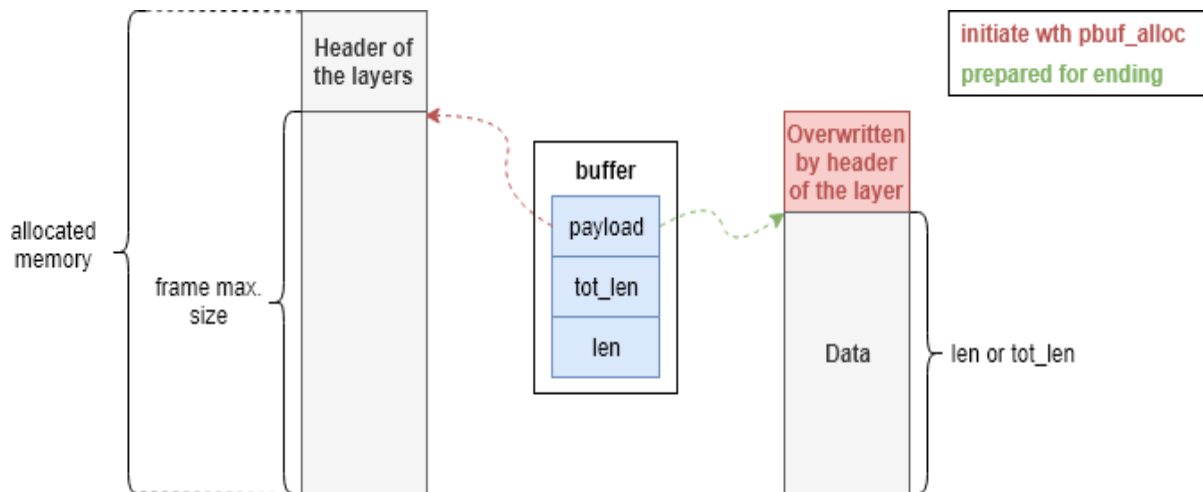 Header of
the layers
allocated
memory
frame max.
size
buffer
payload
tot_len
len
initiate wth pbuf_alloc
prepared for ending
Overwritten
by header
of the layer
Data
len or tot_len